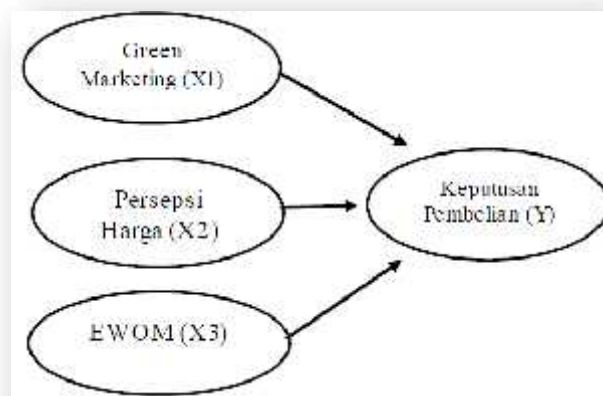 Green
Marketing (X1)
Persepsi
Harga (X2)
EWOM (X3)
Keputusan
Pembelian (Y)